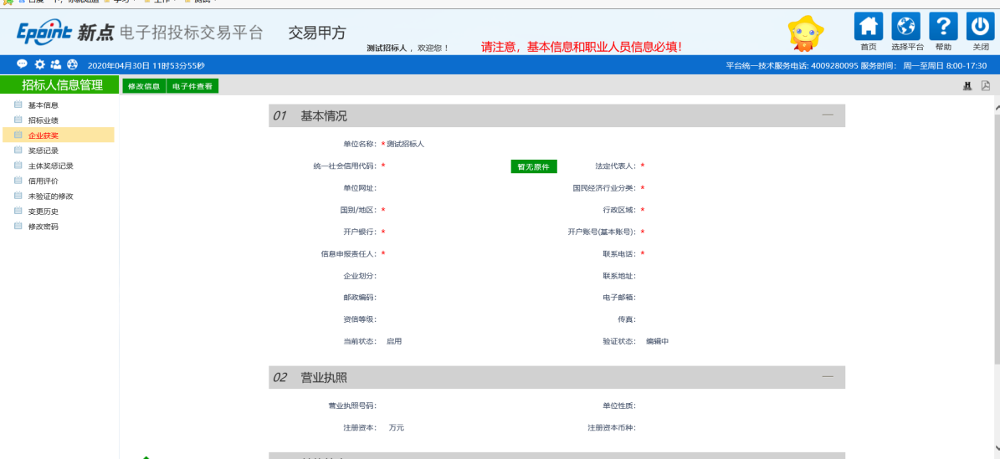 Epoint 新点 电子招投标交易平台 交易甲方
测试招标人 ，欢迎您！
请注意，基本信息和职业人员信息必填！
首页 选择平台 帮助 关闭
2020年04月30日 11时53分55秒
平台统一技术服务电话: 4009280095 服务时间： 周一至周日 8:00-17:30
招标人信息管理
修改信息 电子件查看
基本信息
招标业绩
企业获奖
奖惩记录
主体奖惩记录
信用评价
未验证的修改
变更历史
修改密码
01 基本情况 —
单位名称： * 测试招标人
统一社会信用代码： * 暂无原件 法定代表人： *
单位网址： 国民经济行业分类： *
国别/地区： * 行政区域： *
开户银行： * 开户账号(基本账号)： *
信息申报责任人： * 联系电话： *
企业划分： 联系地址：
邮政编码： 电子邮箱：
资信等级： 传真：
当前状态： 启用 验证状态： 编辑中
02 营业执照 —
营业执照号码： 单位性质：
注册资本： 万元 注册资本币种：